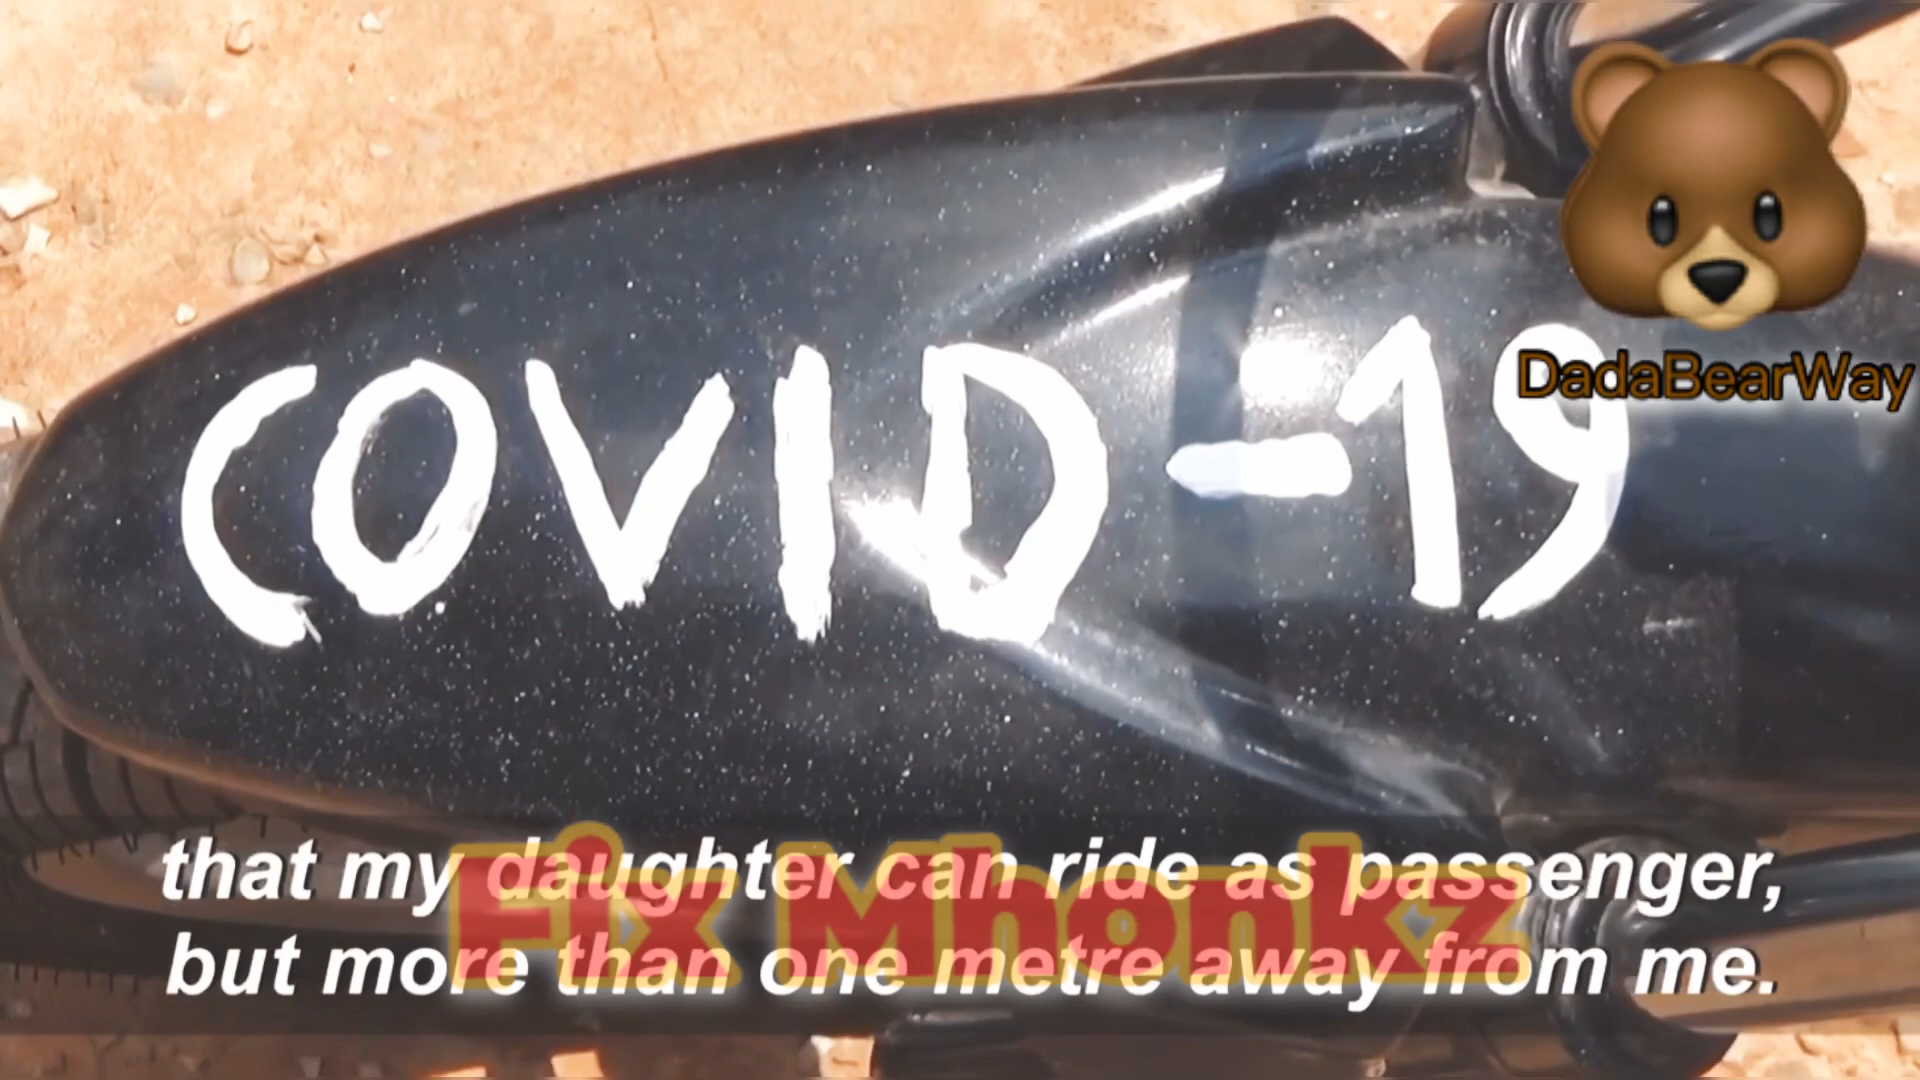 DadaBearWay
COVID-19
that my daughter can ride as passenger,
Fix Mhonkz
but more than one metre away from me.